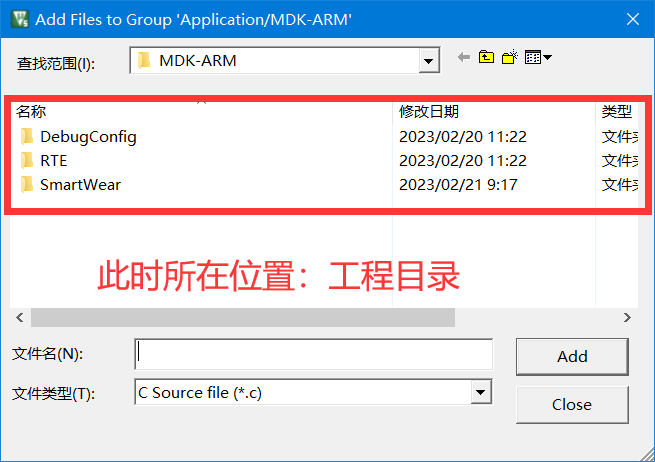 Add Files to Group 'Application/MDK-ARM'
查找范围(I):
MDK-ARM
名称 修改日期 类型
DebugConfig 2023/02/20 11:22 文件夹
RTE 2023/02/20 11:22 文件夹
SmartWear 2023/02/21 9:17 文件夹
此时所在位置：工程目录
文件名(N):
Add
文件类型(T): C Source file (*.c)
Close